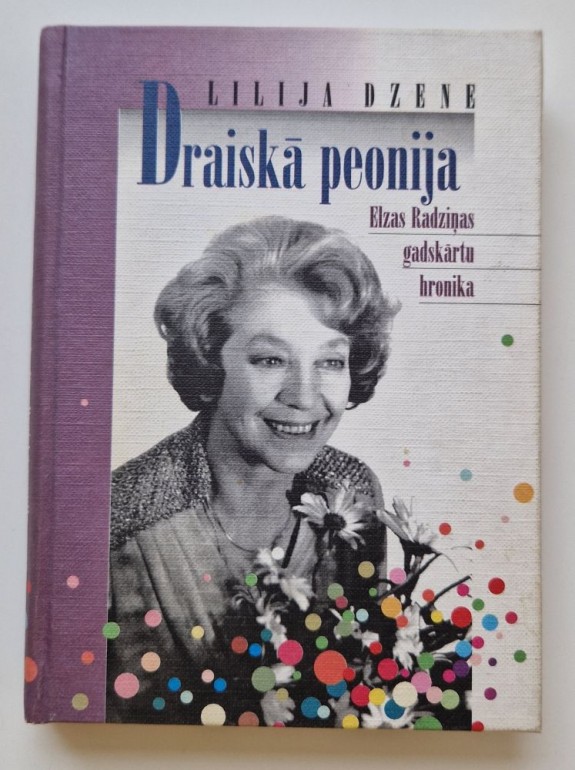 LILIJA DZENE
Draiskā peonija
Elzas Radziņas
gadskārtu
hronika